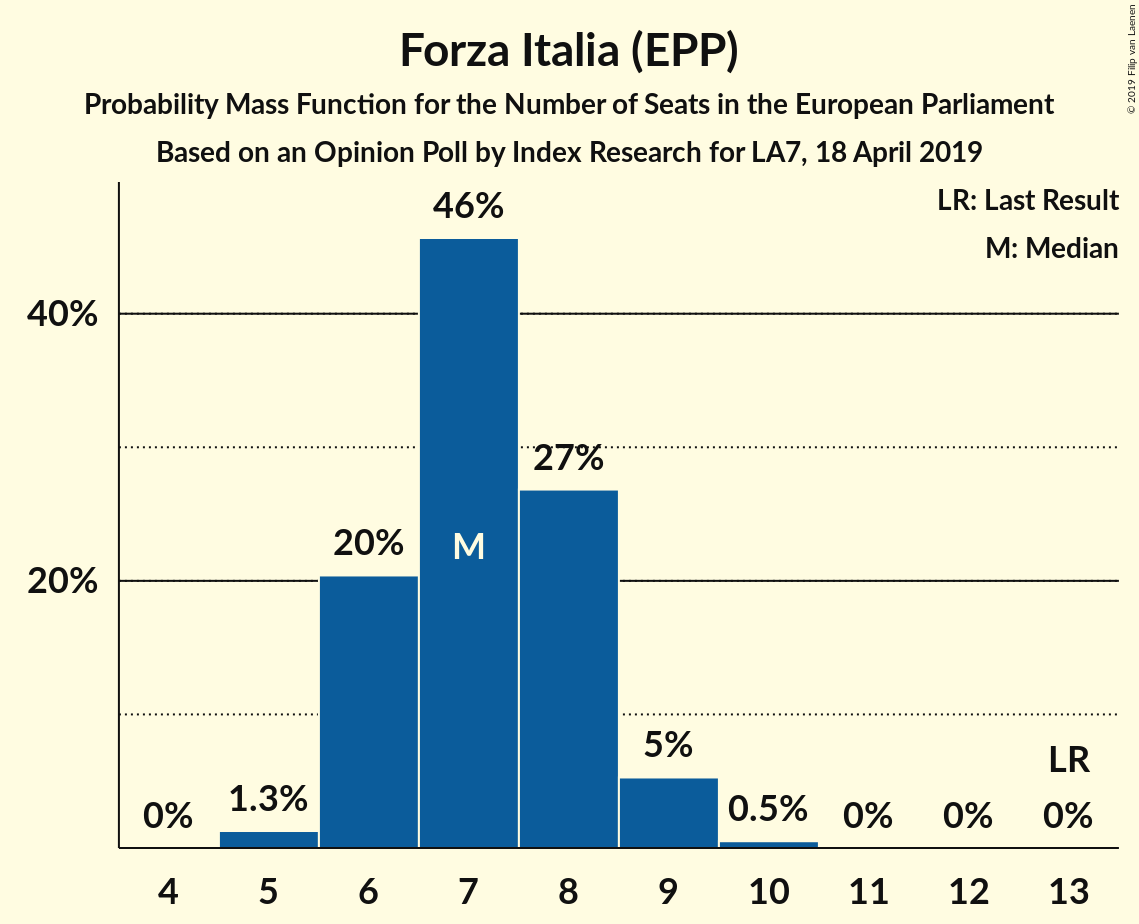 Forza Italia (EPP)
Probability Mass Function for the Number of Seats in the European Parliament
Based on an Opinion Poll by Index Research for LA7, 18 April 2019
© 2019 Filip van Laenen
LR: Last Result
M: Median
46%
40%
27%
20%
M
20%
5%
LR
0%
1.3%
0.5%
0%
0%
0%
4 5 6 7 8 9 10 11 12 13